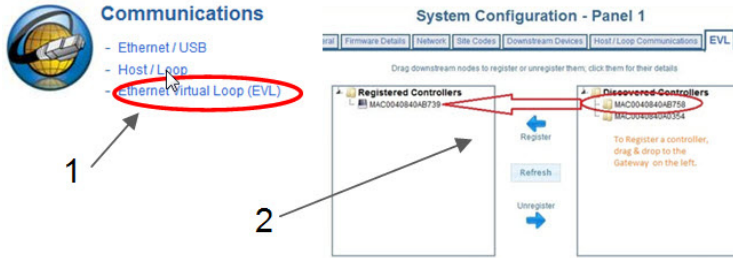 Communications
- Ethernet / USB
- Host / Loop
- Ethernet Virtual Loop (EVL)
1
System Configuration - Panel 1
eral Firmware Details Network Site Codes Downstream Devices Host / Loop Communications EVL
Drag downstream nodes to register or unregister them, click them for their details
Registered Controllers
MAC0040840AB739
Discovered Controllers
MAC0040840AB758
MAC0040840A0354
Register
To Register a controller,
drag & drop to the
Gateway on the left.
Refresh
Unregister
2